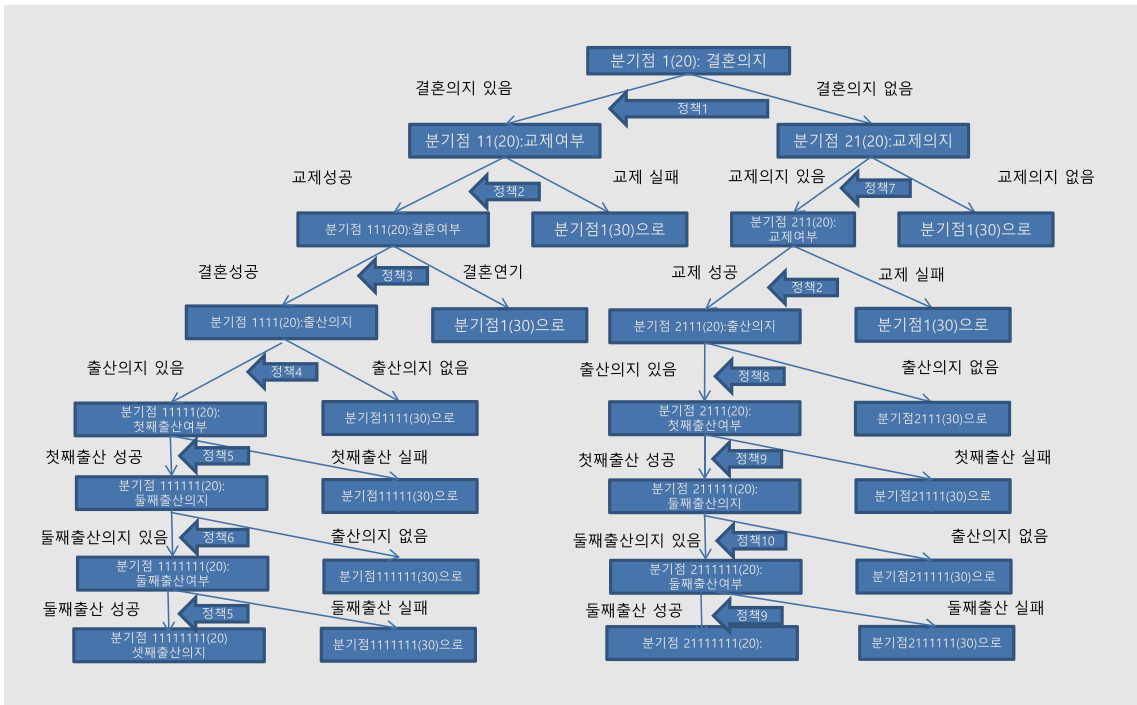 분기점 1(20): 결혼의지
결혼의지 있음
결혼의지 없음
정책1
분기점 11(20):교제여부
분기점 21(20):교제의지
교제성공
교제 실패
교제의지 있음
교제의지 없음
정책2
정책7
분기점 111(20):결혼여부
분기점1(30)으로
분기점 211(20):
교제여부
분기점1(30)으로
결혼성공
결혼연기
교제 성공
교제 실패
정책3
정책2
분기점 1111(20):출산의지
분기점1(30)으로
분기점 2111(20):출산의지
분기점1(30)으로
출산의지 있음
출산의지 없음
출산의지 있음
출산의지 없음
정책4
정책8
분기점 11111(20):
첫째출산여부
분기점1111(30)으로
분기점 2111(20):
첫째출산여부
분기점2111(30)으로
첫째출산 성공
첫째출산 실패
첫째출산 성공
첫째출산 실패
정책5
정책9
분기점 111111(20):
둘째출산의지
분기점11111(30)으로
분기점 211111(20):
둘째출산의지
분기점21111(30)으로
둘째출산의지 있음
출산의지 없음
둘째출산의지 있음
출산의지 없음
정책6
정책10
분기점 1111111(20):
둘째출산여부
분기점111111(30)으로
분기점 2111111(20):
둘째출산여부
분기점211111(30)으로
둘째출산 성공
둘째출산 실패
둘째출산 성공
둘째출산 실패
정책5
정책9
분기점 11111111(20)
셋째출산의지
분기점1111111(30)으로
분기점 21111111(20):
분기점2111111(30)으로